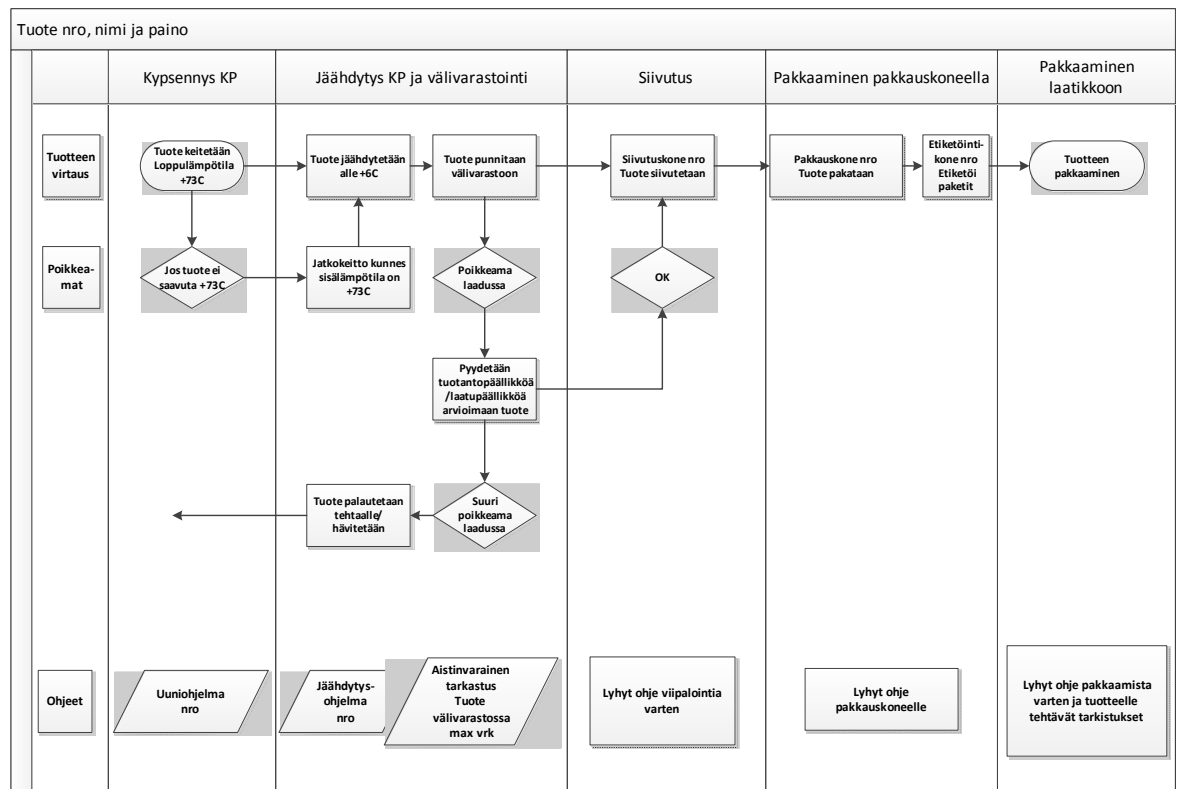 Tuote nro, nimi ja paino
Kypsennys KP
Jäähdytys KP ja välivarastointi
Siivutus
Pakkaaminen pakkauskoneella
Pakkaaminen
laatikkoon
Tuotteen
virtaus
Tuote keitetään
Loppulämpötila
+73C
Tuote jäähdytetään
alle +6C
Tuote punnitaan
välivarastoon
Siivutuskone nro
Tuote siivutetaan
Pakkauskone nro
Tuote pakataan
Etiketöinti-
kone nro
Etiketöi
paketit
Tuotteen
pakkaaminen
Poikkea-
mat
Jos tuote ei
saavuta +73C
Jatkokeitto kunnes
sisälämpötila on
+73C
Poikkeama
laadussa
OK
Pyydetään
tuotantopäällikköä
/laatupäällikköä
arvioimaan tuote
Tuote palautetaan
tehtaalle/
hävitetään
Suuri
poikkeama
laadussa
Ohjeet
Uuniohjelma
nro
Jäähdytys-
ohjelma
nro
Aistinvarainen
tarkastus
Tuote
välivarastossa
max vrk
Lyhyt ohje viipalointia
varten
Lyhyt ohje
pakkauskoneelle
Lyhyt ohje pakkaamista
varten ja tuotteelle
tehtävät tarkistukset